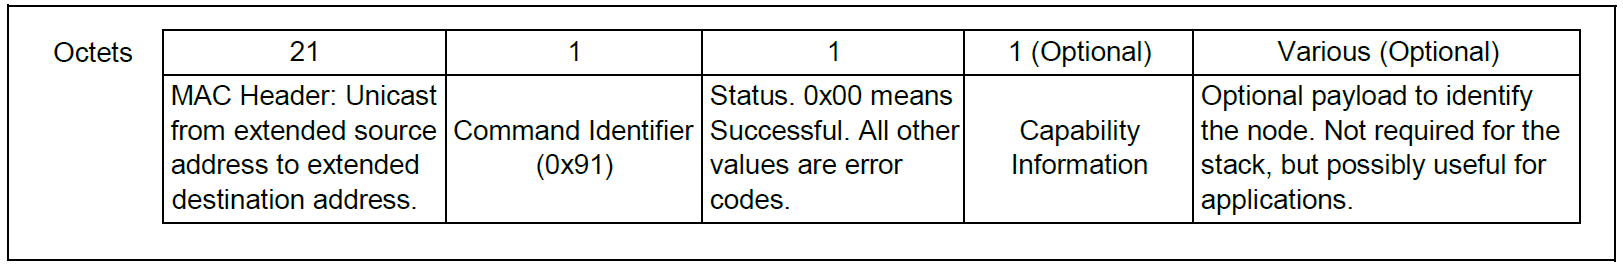 Octets 21 1 1 1 (Optional) Various (Optional)
MAC Header: Unicast
from extended source
address to extended
destination address.
Command Identifier
(0x91)
Status. 0x00 means
Successful. All other
values are error
codes.
Capability
Information
Optional payload to identify
the node. Not required for the
stack, but possibly useful for
applications.